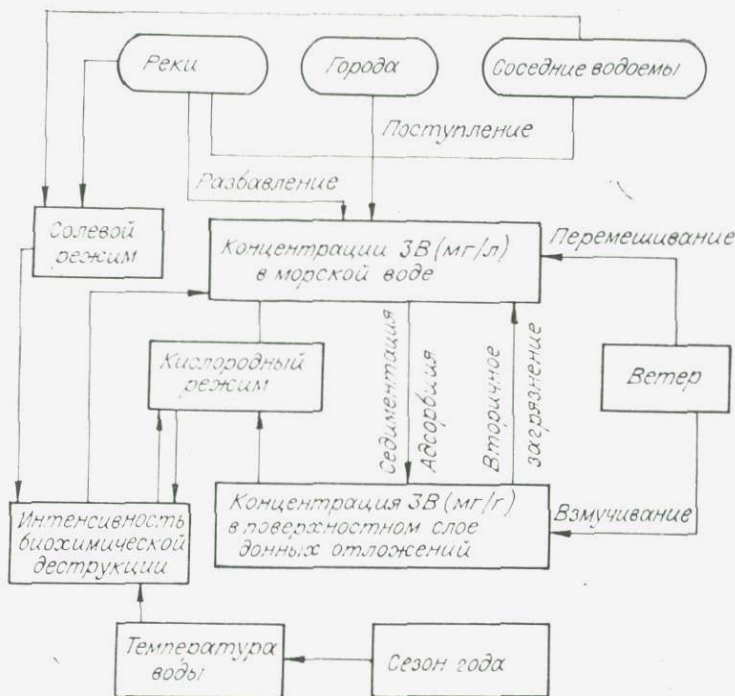 Реки
Города
Соседние водоемы
Поступление
Разбавление
Солевой
режим
Концентрации ЗВ (мг/л)
в морской воде
Перемешивание
Кислородный
режим
Седиментация
Адсорбция
Вторичное
загрязнение
Ветер
Интенсивность
биохимической
деструкции
Концентрация ЗВ (мг/г)
в поверхностном слое
донных отложений
Взмучивание
Температура
воды
Сезон года